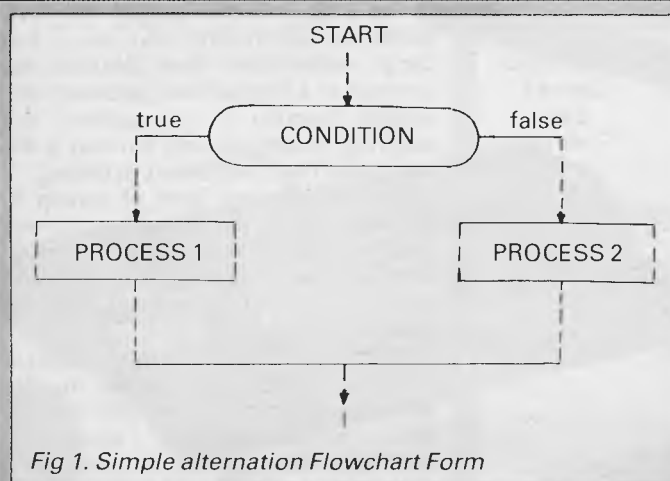 START
true
CONDITION
false
PROCESS 1
PROCESS 2
Fig 1. Simple alternation Flowchart Form